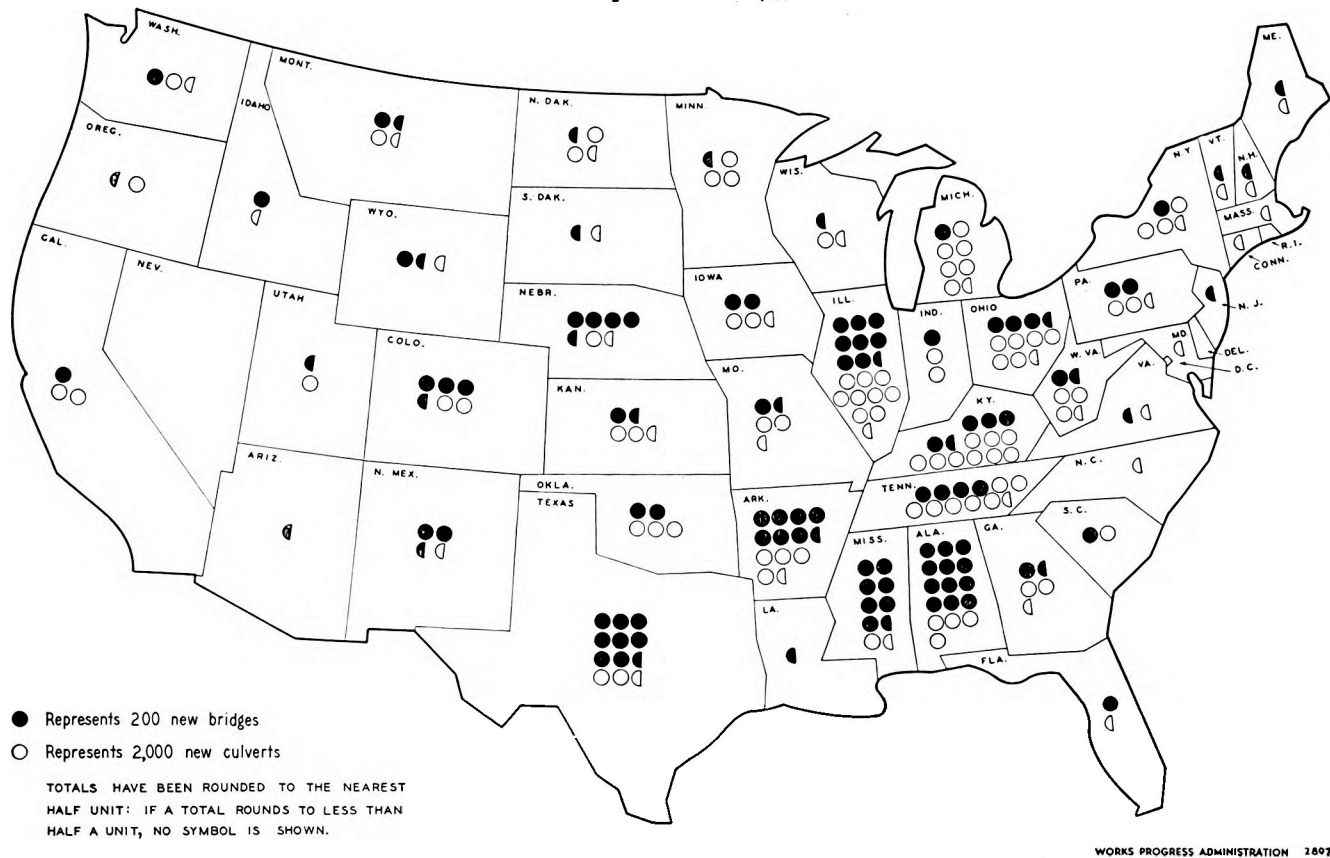 WASH.
MONT.
N. DAK.
MINN.
ME.
IDAHO
OREG.
WIS.
MICH.
N.Y.
VT.
N.H.
S. DAK.
WYO.
MASS.
R.I.
CONN.
CAL.
NEV.
UTAH
NEBR.
IOWA
ILL.
IND.
OHIO
PA.
N. J.
COLO.
KAN.
MO.
W. VA.
VA.
MD.
DEL.
D.C.
KY.
ARIZ.
N. MEX.
OKLA.
TEXAS
ARK.
TENN.
N.C.
S.C.
MISS.
ALA.
GA.
LA.
FLA.
Represents 200 new bridges
Represents 2,000 new culverts
TOTALS HAVE BEEN ROUNDED TO THE NEAREST
HALF UNIT: IF A TOTAL ROUNDS TO LESS THAN
HALF A UNIT, NO SYMBOL IS SHOWN.
WORKS PROGRESS ADMINISTRATION 2897